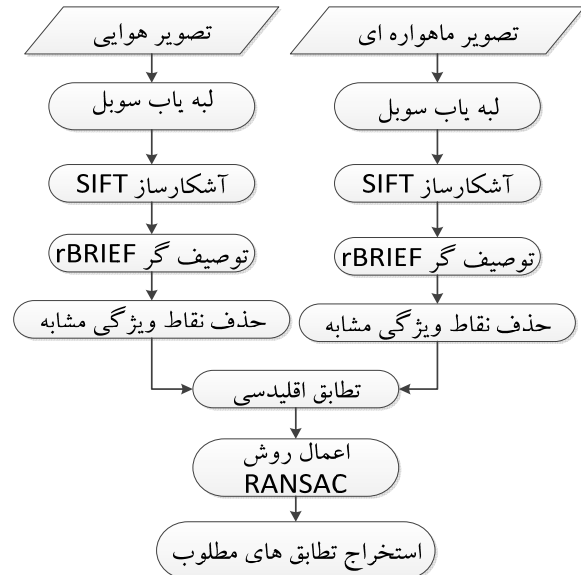 تصویر هوایی
تصویر ماهواره ای
لبه یاب سوبل
لبه یاب سوبل
آشکارساز SIFT
آشکارساز SIFT
توصیف گر rBRIEF
توصیف گر rBRIEF
حذف نقاط ویژگی مشابه
حذف نقاط ویژگی مشابه
تطابق اقلیدسی
اعمال روش
RANSAC
استخراج تطابق های مطلوب